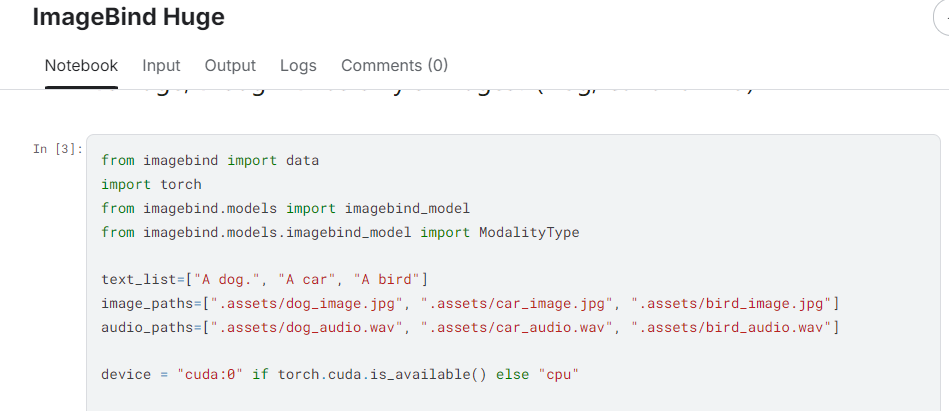 ImageBind Huge
Notebook Input Output Logs Comments (0)
In [3]:
from imagebind import data
import torch
from imagebind.models import imagebind_model
from imagebind.models.imagebind_model import ModalityType
text_list=["A dog.", "A car", "A bird"]
image_paths=[".assets/dog_image.jpg", ".assets/car_image.jpg", ".assets/bird_image.jpg"]
audio_paths=[".assets/dog_audio.wav", ".assets/car_audio.wav", ".assets/bird_audio.wav"]
device = "cuda:0" if torch.cuda.is_available() else "cpu"